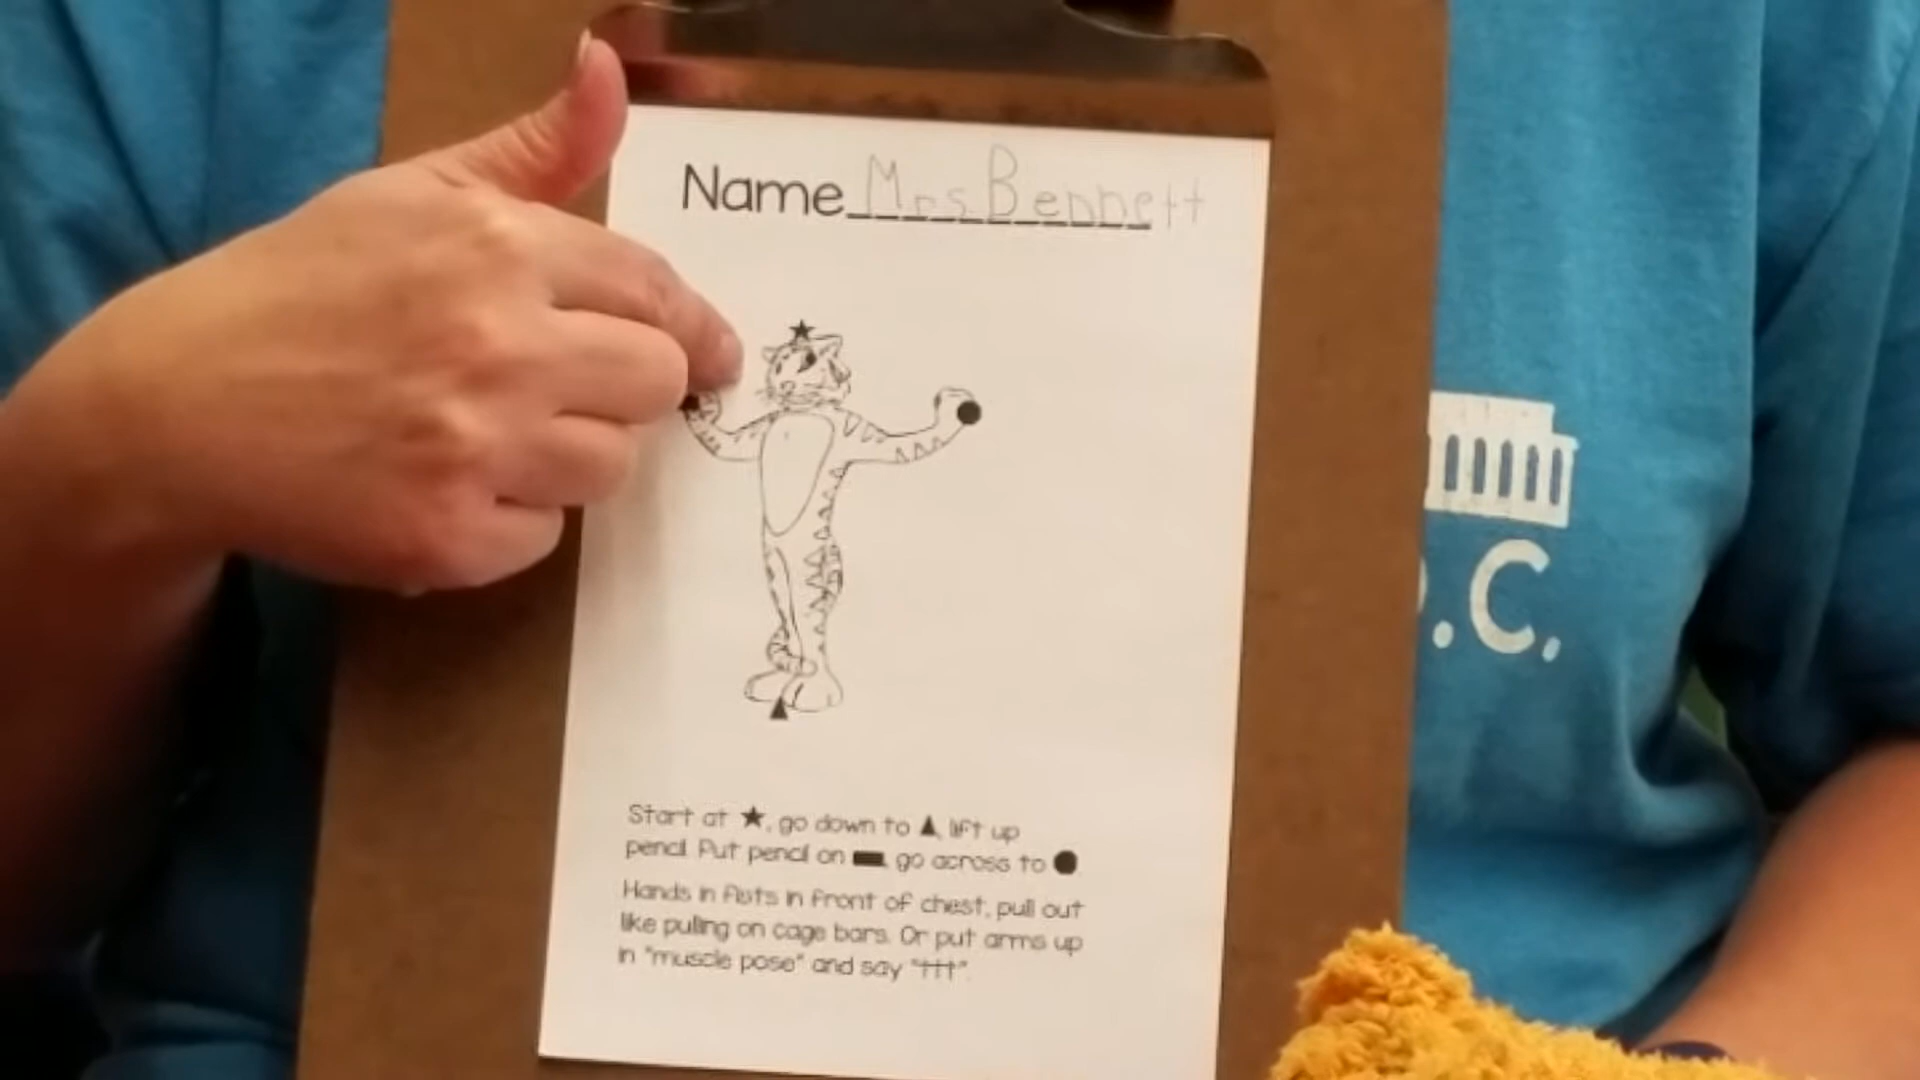 Name Mrs Bennett
Start at ★, go down to ▲, lift up
pencil. Put pencil on ▬, go across to ●.
Hands in fists in front of chest, pull out
like pulling on cage bars. Or put arms up
in "muscle pose" and say "ttt".
.C.